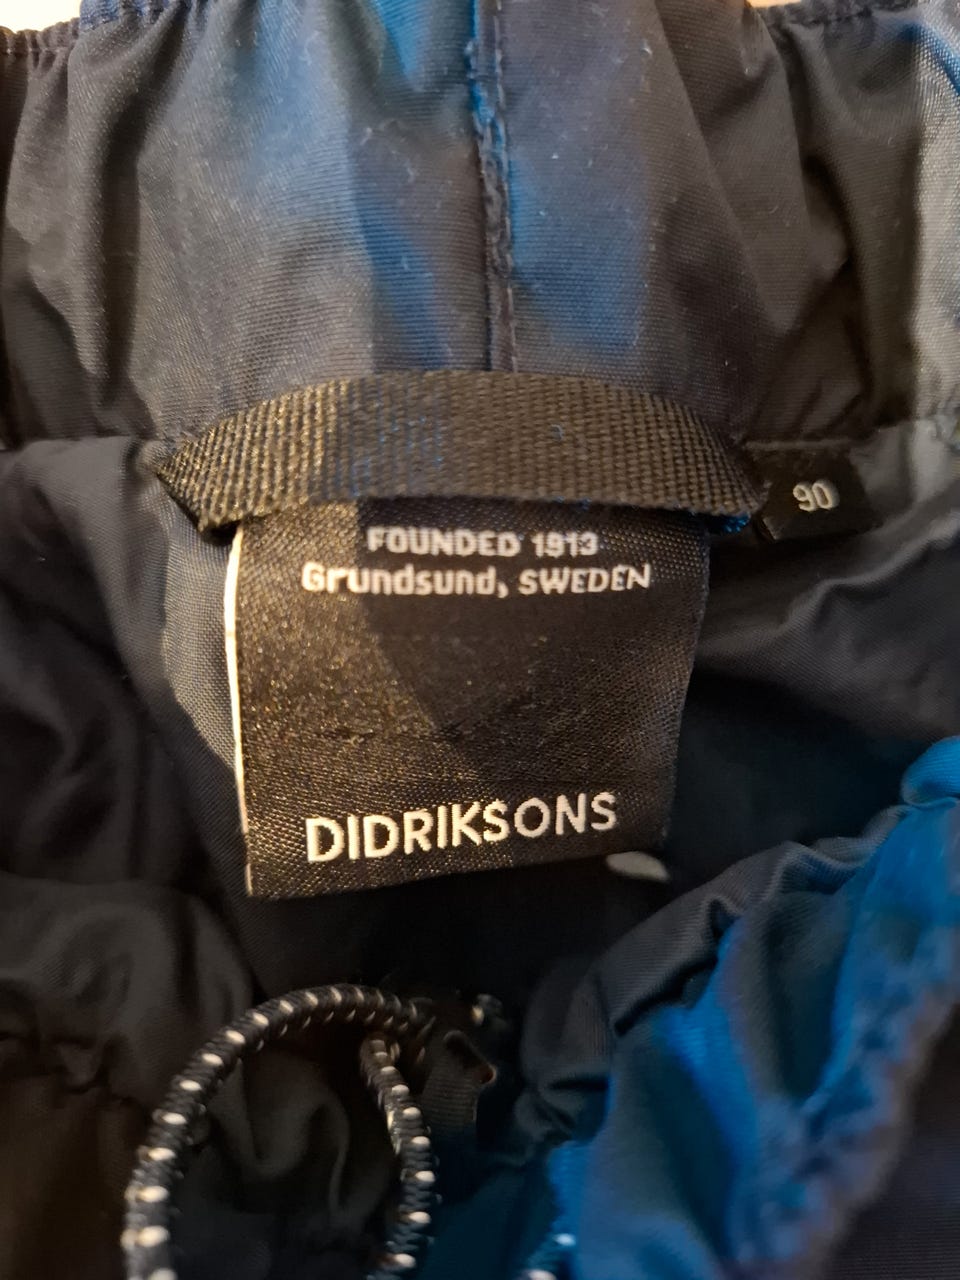 90
FOUNDED 1913
Grundsund, SWEDEN
DIDRIKSONS